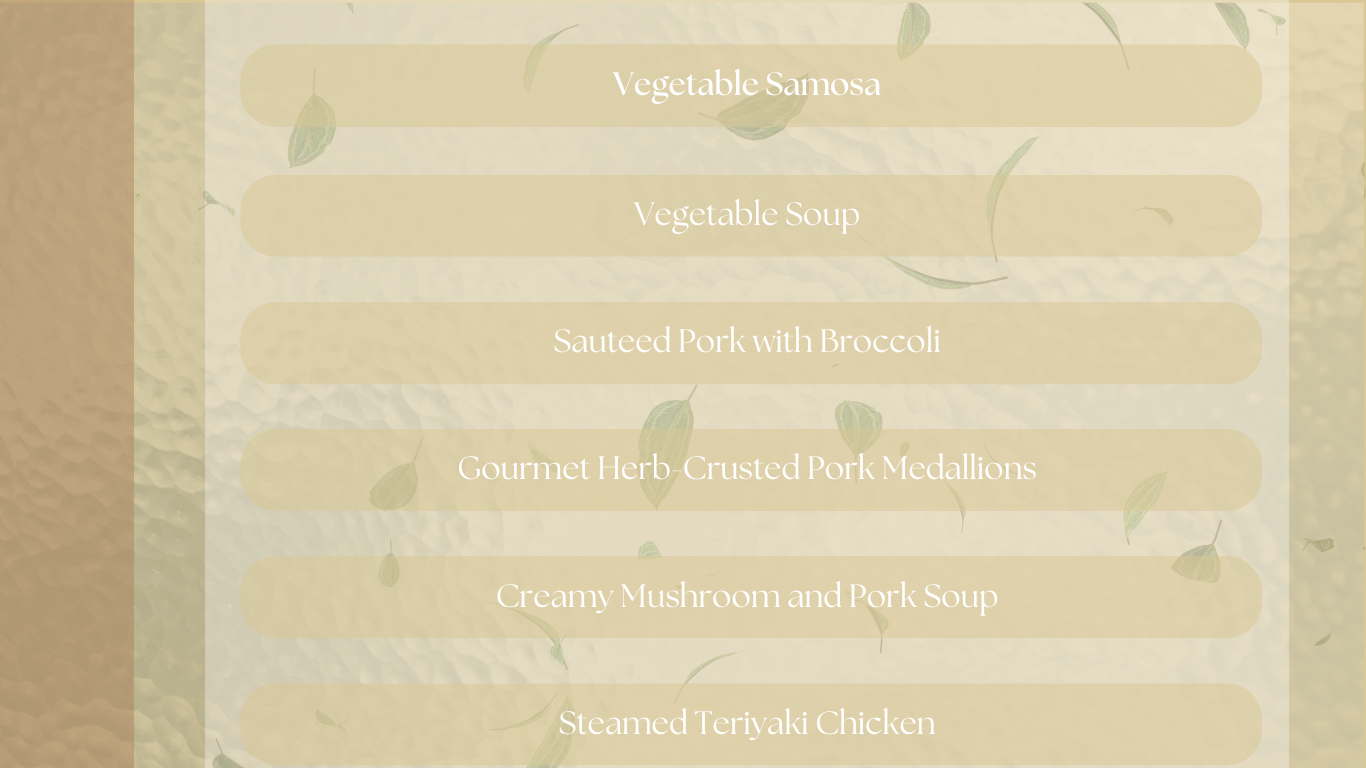 Vegetable Samosa
Vegetable Soup
Sauteed Pork with Broccoli
Gourmet Herb-Crusted Pork Medallions
Creamy Mushroom and Pork Soup
Steamed Teriyaki Chicken